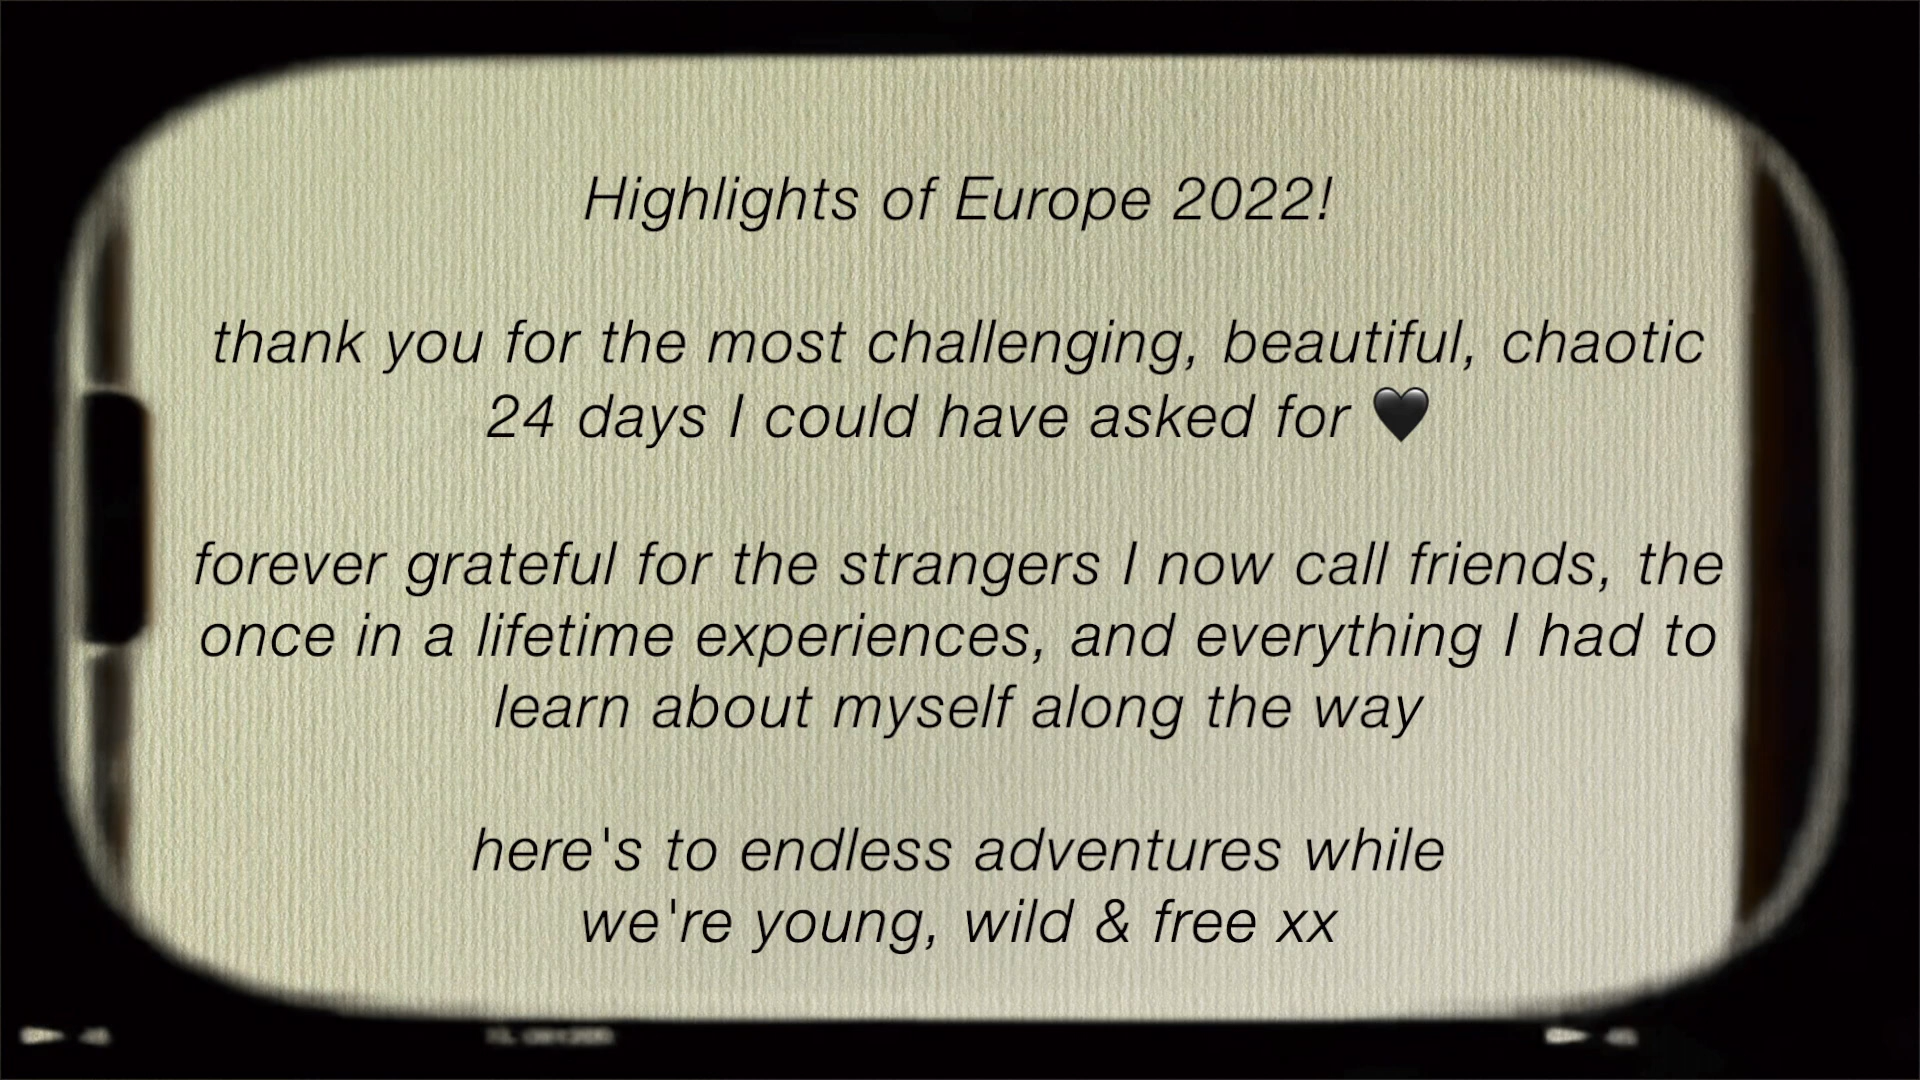 Highlights of Europe 2022!
thank you for the most challenging, beautiful, chaotic
24 days I could have asked for 🖤
forever grateful for the strangers I now call friends, the
once in a lifetime experiences, and everything I had to
learn about myself along the way
here's to endless adventures while
we're young, wild & free xx